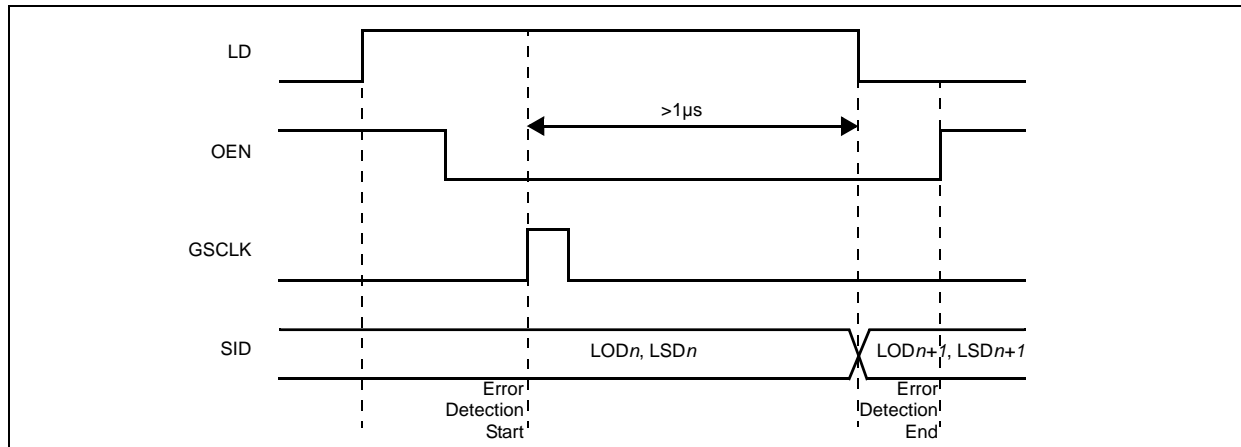 LD
>1µs
OEN
GSCLK
SID
LODn, LSDn
LODn+1, LSDn+1
Error
Detection
Start
Error
Detection
End